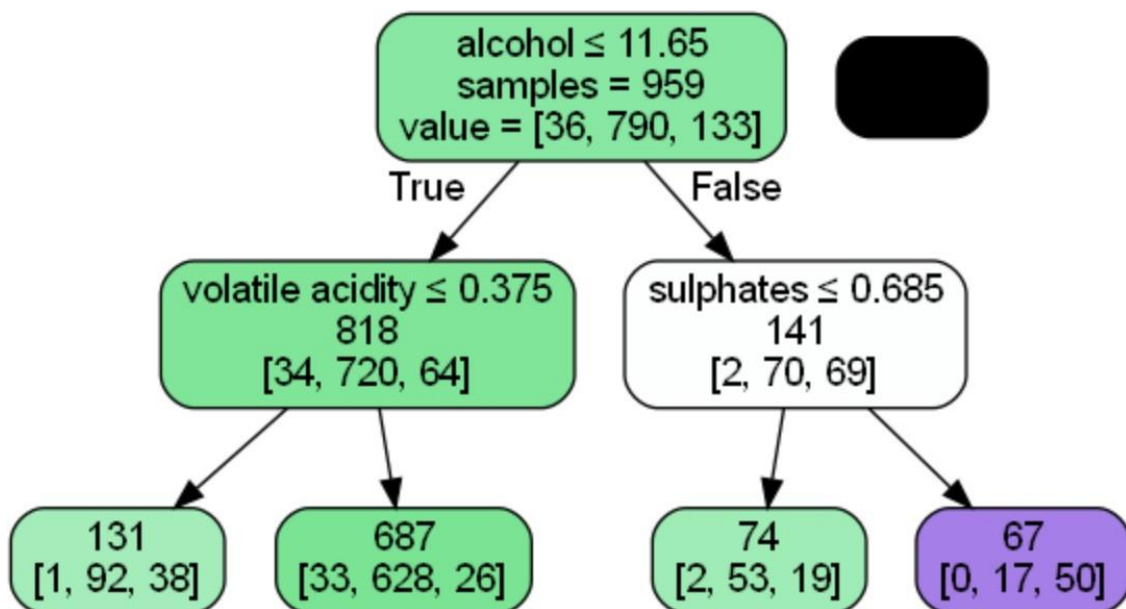 alcohol ≤ 11.65
samples = 959
value = [36, 790, 133]
True
False
volatile acidity ≤ 0.375
818
[34, 720, 64]
sulphates ≤ 0.685
141
[2, 70, 69]
131
[1, 92, 38]
687
[33, 628, 26]
74
[2, 53, 19]
67
[0, 17, 50]